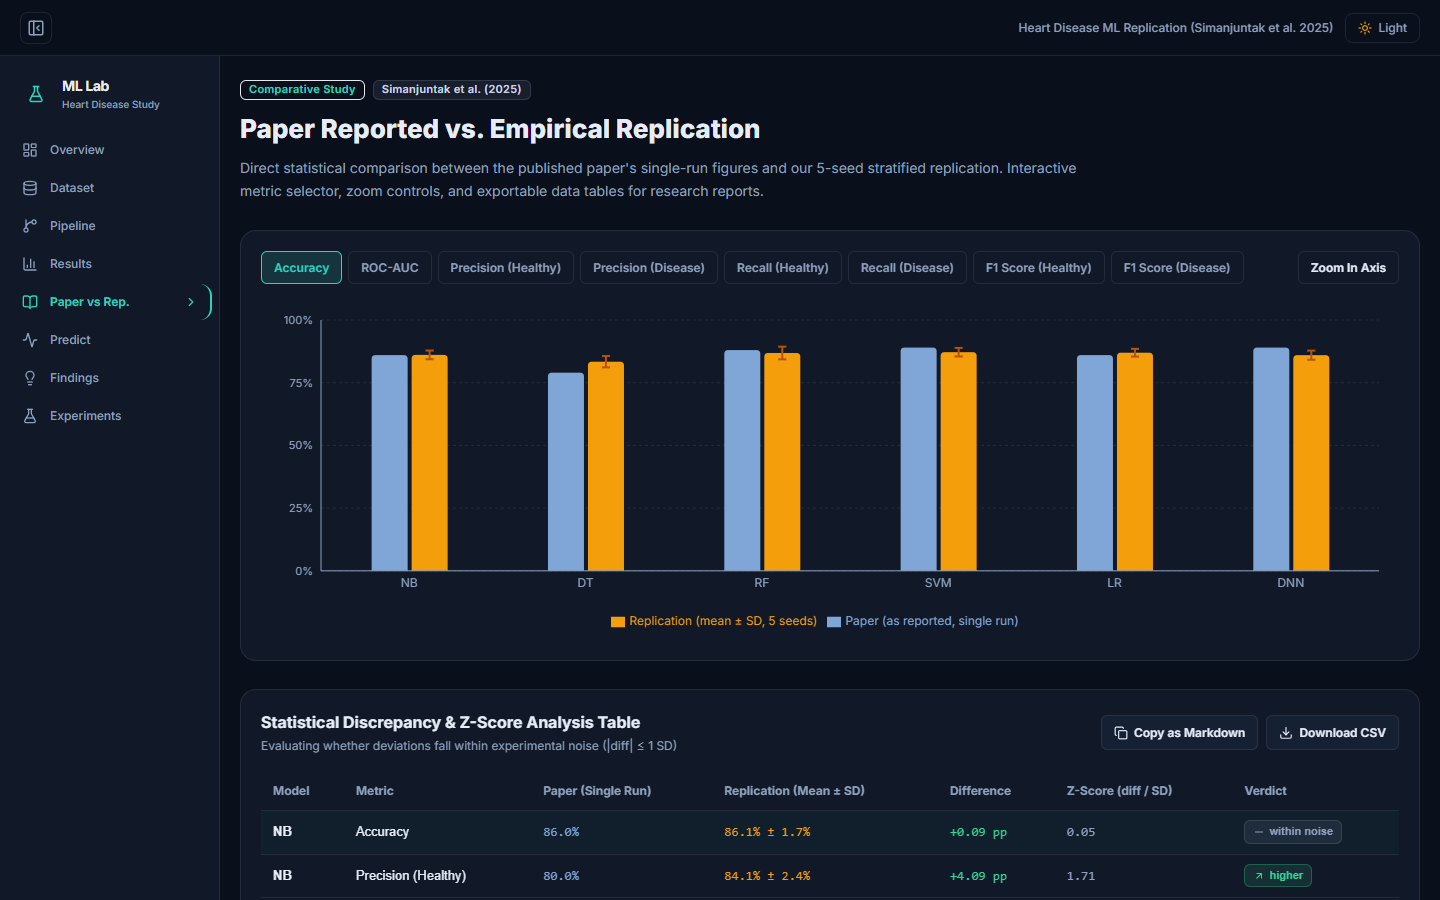 Heart Disease ML Replication (Simanjuntak et al. 2025)
Light
ML Lab
Heart Disease Study
Overview
Dataset
Pipeline
Results
Paper vs Rep.
Predict
Findings
Experiments
Comparative Study
Simanjuntak et al. (2025)
Paper Reported vs. Empirical Replication
Direct statistical comparison between the published paper's single-run figures and our 5-seed stratified replication. Interactive
metric selector, zoom controls, and exportable data tables for research reports.
Accuracy ROC-AUC Precision (Healthy) Precision (Disease) Recall (Healthy) Recall (Disease) F1 Score (Healthy) F1 Score (Disease) Zoom In Axis
100%
75%
50%
25%
0%
NB DT RF SVM LR DNN
Replication (mean ± SD, 5 seeds) Paper (as reported, single run)
Statistical Discrepancy & Z-Score Analysis Table
Evaluating whether deviations fall within experimental noise (|diff| ≤ 1 SD)
Copy as Markdown Download CSV
Model Metric Paper (Single Run) Replication (Mean ± SD) Difference Z-Score (diff / SD) Verdict
NB Accuracy 86.0% 86.1% ± 1.7% +0.09 pp 0.05 within noise
NB Precision (Healthy) 80.0% 84.1% ± 2.4% +4.09 pp 1.71 higher